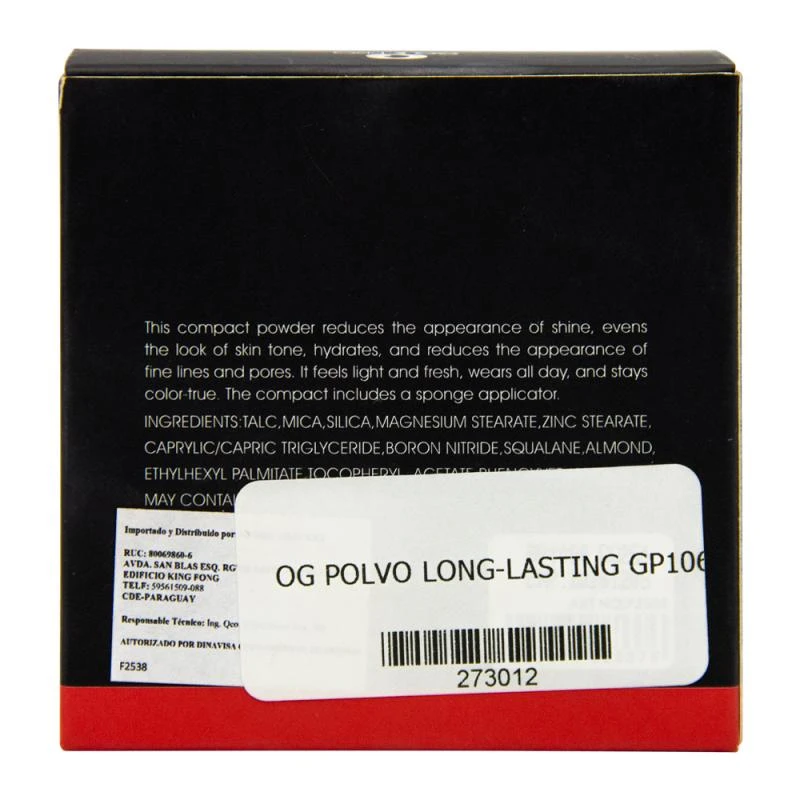 This compact powder reduces the appearance of shine, evens
the look of skin tone, hydrates, and reduces the appearance of
fine lines and pores. It feels light and fresh, wears all day, and stays
color-true. The compact includes a sponge applicator.
INGREDIENTS:TALC,MICA,SILICA,MAGNESIUM STEARATE,ZINC STEARATE,
CAPRYLIC/CAPRIC TRIGLYCERIDE,BORON NITRIDE,SQUALANE,ALMOND,
ETHYLHEXYL PALMITATE,TOCOPHERYL ACETATE,
MAY
Importado y Distribuido por
RUC: 80069860-6
AVDA. SAN BLAS ESQ.
EDIFICIO KING FONG
TELF: 59561509-088
CDE-PARAGUAY
Responsable Técnico: Ing.
AUTORIZADO POR DINAVISA
F2538
OG POLVO LONG-LASTING GP106
273012